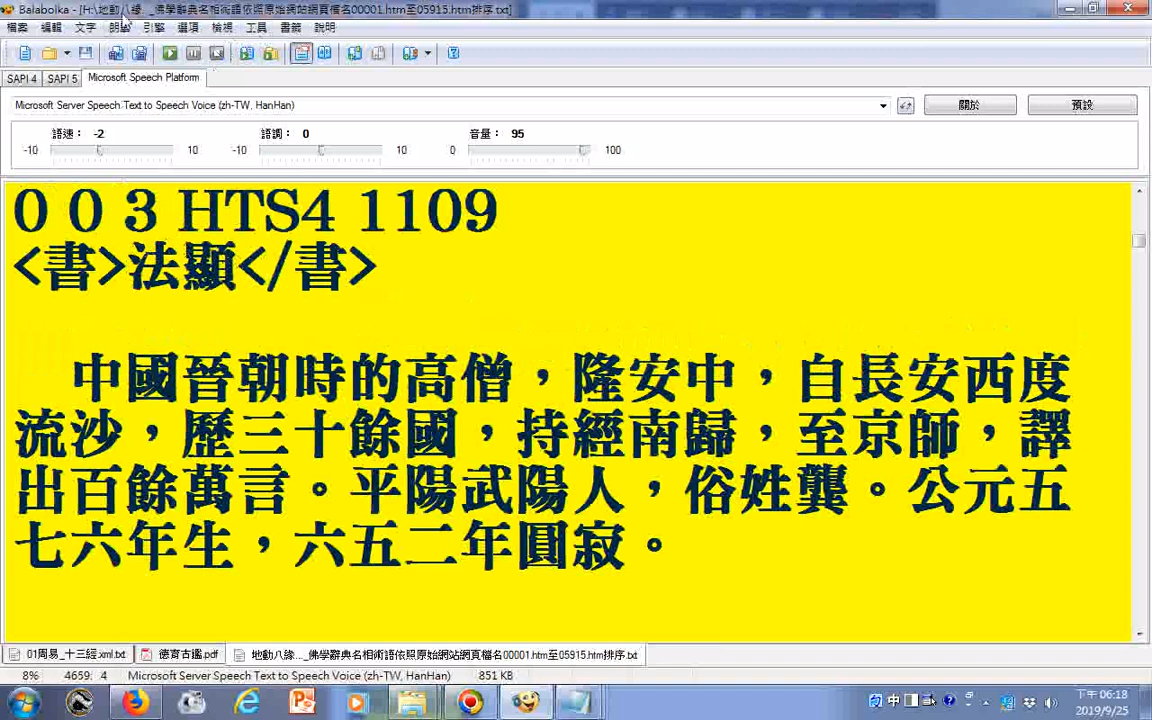 Balabolka - [H:\地動八緣..._佛學辭典名相術語依照原始網站網頁檔名00001.htm至05915.htm排序.txt]
檔案 編輯 文字 朗讀 引擎 選項 檢視 工具 書籤 說明
SAPI 4 SAPI 5 Microsoft Speech Platform
Microsoft Server Speech Text to Speech Voice (zh-TW, HanHan) 關於 預設
語速： -2 語調： 0 音量： 95
-10 10 -10 10 0 100
0 0 3 HTS4 1109
<書>法顯</書>
中國晉朝時的高僧，隆安中，自長安西度
流沙，歷三十餘國，持經南歸，至京師，譯
出百餘萬言。平陽武陽人，俗姓龔。公元五
七六年生，六五二年圓寂。
01周易_十三經.xml.txt 德育古鑑.pdf 地動八緣..._佛學辭典名相術語依照原始網站網頁檔名00001.htm至05915.htm排序.txt
8% 4659: 4 Microsoft Server Speech Text to Speech Voice (zh-TW, HanHan) 851 KB
中 下午 06:18
2019/9/25